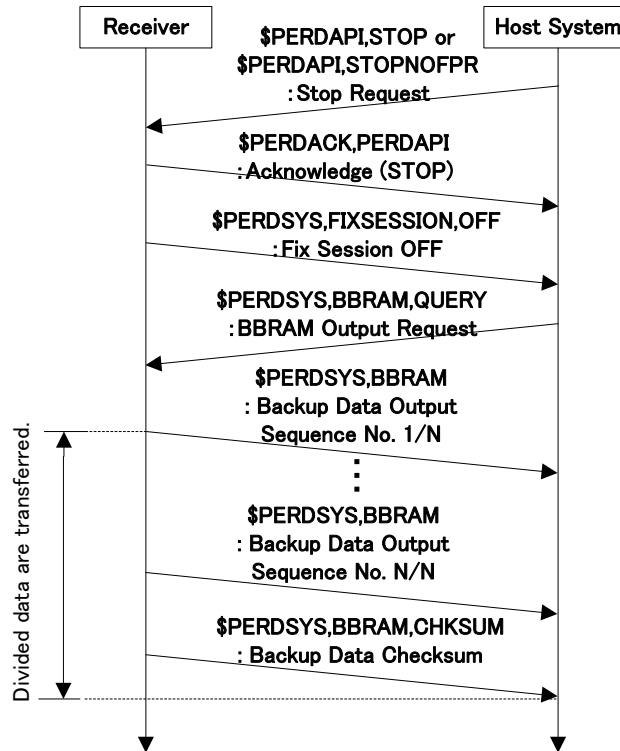 Receiver
Host System
$PERDAPI,STOP or
$PERDAPI,STOPNOFPR
: Stop Request
$PERDACK,PERDAPI
: Acknowledge (STOP)
$PERDSYS,FIXSESSION,OFF
: Fix Session OFF
$PERDSYS,BBRAM,QUERY
: BBRAM Output Request
$PERDSYS,BBRAM
: Backup Data Output
Sequence No. 1/N
$PERDSYS,BBRAM
: Backup Data Output
Sequence No. N/N
$PERDSYS,BBRAM,CHKSUM
: Backup Data Checksum
Divided data are transferred.